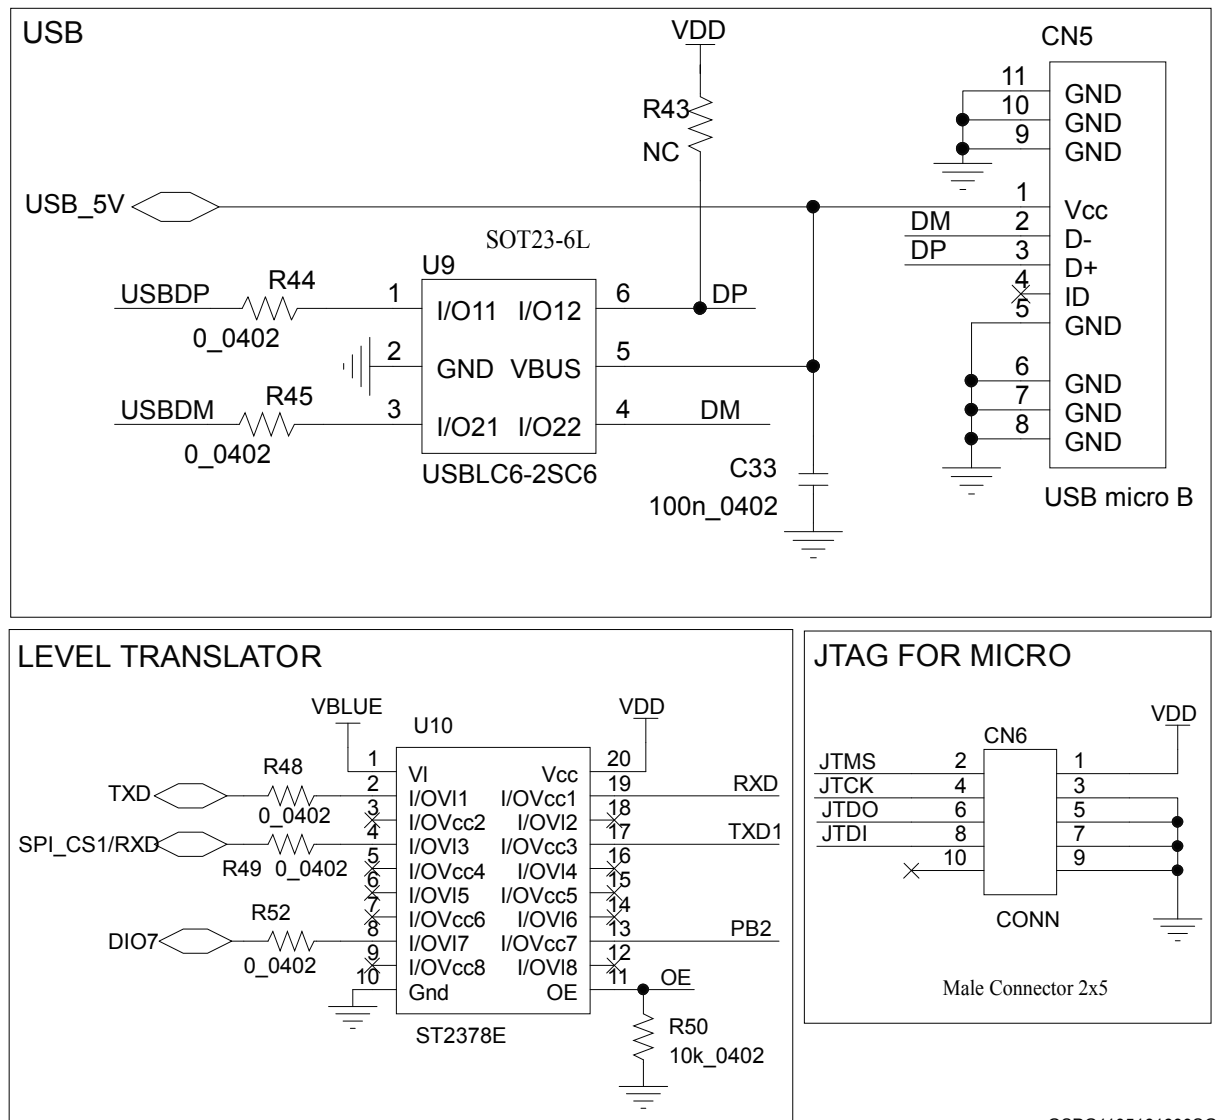 USB
VDD
CN5
R43
NC
11 GND
10 GND
9 GND
USB_5V
1 Vcc
DM 2 D-
DP 3 D+
4 ID
5 GND
6 GND
7 GND
8 GND
USB micro B
SOT23-6L
U9
USBDP R44 1 I/O11 I/O12 6 DP
0_0402
2 GND VBUS 5
USBDM R45 3 I/O21 I/O22 4 DM
0_0402
USBLC6-2SC6
C33
100n_0402
LEVEL TRANSLATOR
VBLUE
U10
VDD
1 VI Vcc 20
TXD R48 2 I/OVI1 I/OVcc1 19 RXD
0_0402
3 I/OVcc2 I/OVI2 18
SPI_CS1/RXD 4 I/OVI3 I/OVcc3 17 TXD1
R49 0_0402
5 I/OVcc4 I/OVI4 16
6 I/OVI5 I/OVcc5 15
7 I/OVcc6 I/OVI6 14
DIO7 R52 8 I/OVI7 I/OVcc7 13 PB2
0_0402
9 I/OVcc8 I/OVI8 12
10 Gnd OE 11 OE
ST2378E
R50
10k_0402
JTAG FOR MICRO
VDD
CN6
JTMS 2 1
JTCK 4 3
JTDO 6 5
JTDI 8 7
10 9
CONN
Male Connector 2x5